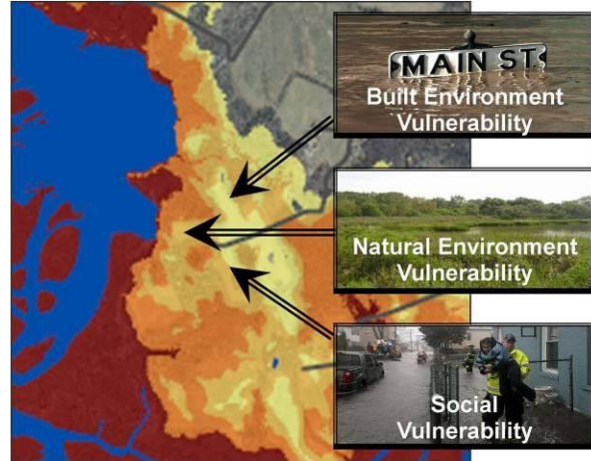 MAIN ST.
Built Environment
Vulnerability
Natural Environment
Vulnerability
Social
Vulnerability